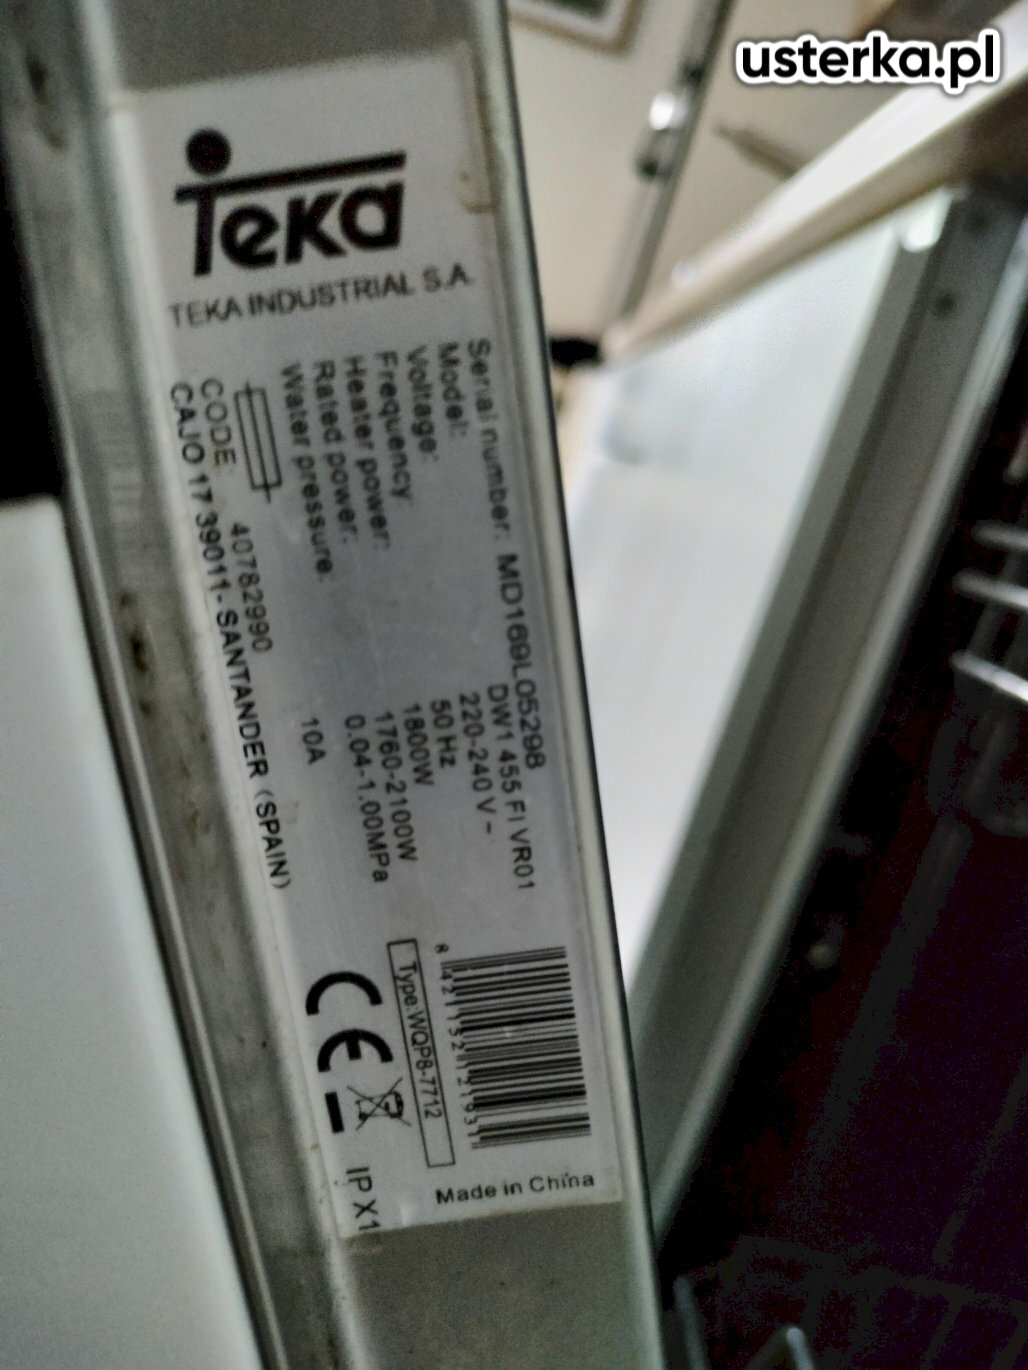 usterka.pl
TEKA
TEKA INDUSTRIAL S.A.
Serial number: MD169L05298
Model: DW1 455 FI VR01
Voltage: 220-240 V ~
Frequency: 50 Hz
Heater power: 1800W
Rated power: 1760-2100W
Water pressure: 0.04-1.00MPa
10A
CODE: 40782990
CAJO 17 39011- SANTANDER (SPAIN)
Type:WQP8-7712
CE
IP X1
Made in China